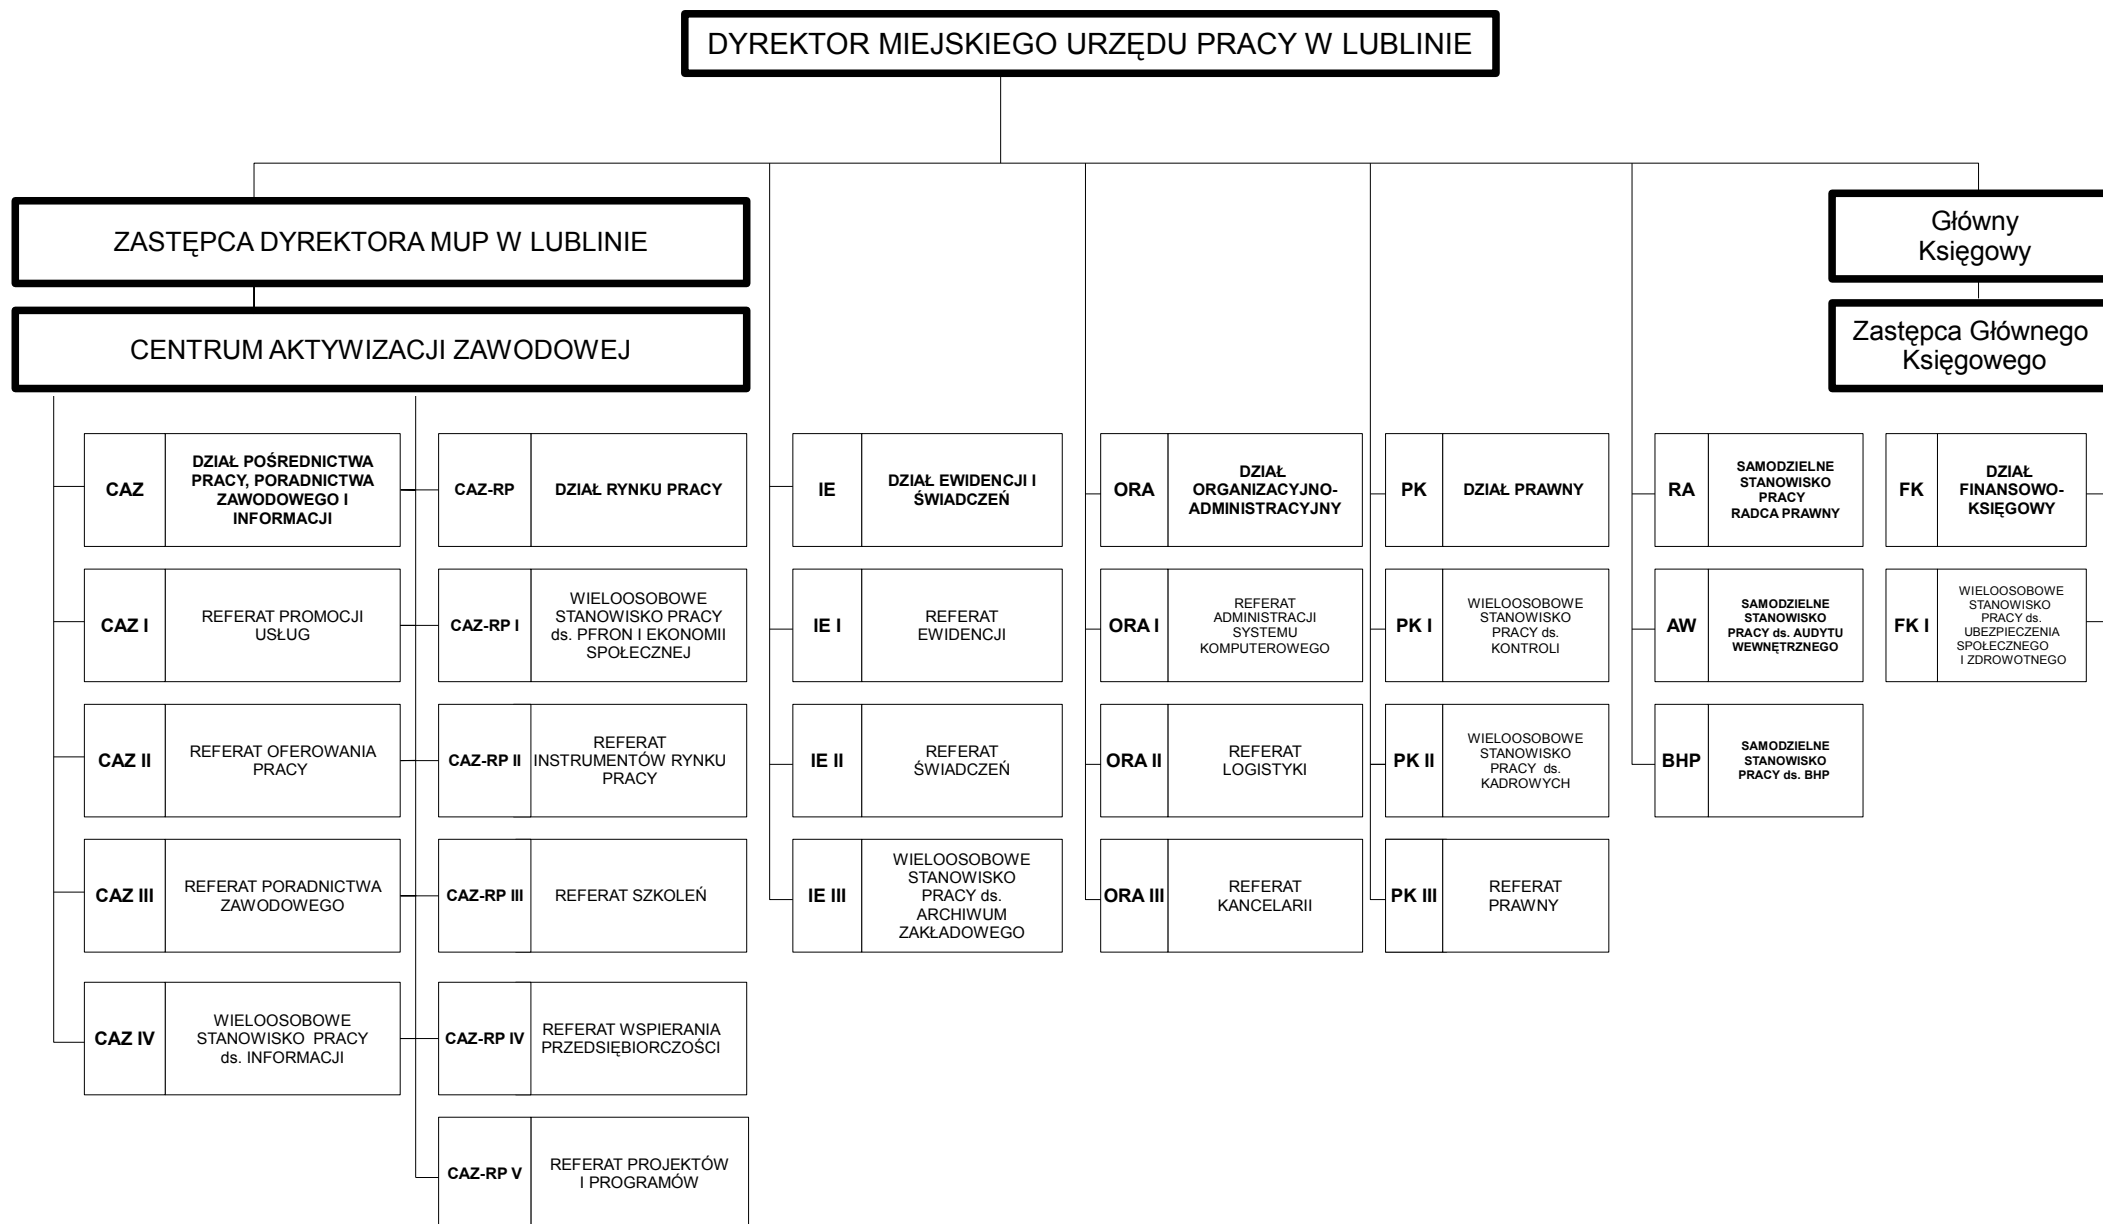 DYREKTOR MIEJSKIEGO URZĘDU PRACY W LUBLINIE
ZASTĘPCA DYREKTORA MUP W LUBLINIE
CENTRUM AKTYWIZACJI ZAWODOWEJ
Główny
Księgowy
Zastępca Głównego
Księgowego
CAZ
DZIAŁ POŚREDNICTWA
PRACY, PORADNICTWA
ZAWODOWEGO I
INFORMACJI
CAZ I
REFERAT PROMOCJI
USŁUG
CAZ II
REFERAT OFEROWANIA
PRACY
CAZ III
REFERAT PORADNICTWA
ZAWODOWEGO
CAZ IV
WIELOOSOBOWE
STANOWISKO PRACY
ds. INFORMACJI
CAZ-RP
DZIAŁ RYNKU PRACY
CAZ-RP I
WIELOOSOBOWE
STANOWISKO PRACY
ds. PFRON I EKONOMII
SPOŁECZNEJ
CAZ-RP II
REFERAT
INSTRUMENTÓW RYNKU
PRACY
CAZ-RP III
REFERAT SZKOLEŃ
CAZ-RP IV
REFERAT WSPIERANIA
PRZEDSIĘBIORCZOŚCI
CAZ-RP V
REFERAT PROJEKTÓW
I PROGRAMÓW
IE
DZIAŁ EWIDENCJI I
ŚWIADCZEŃ
IE I
REFERAT
EWIDENCJI
IE II
REFERAT
ŚWIADCZEŃ
IE III
WIELOOSOBOWE
STANOWISKO
PRACY ds.
ARCHIWUM
ZAKŁADOWEGO
ORA
DZIAŁ
ORGANIZACYJNO-
ADMINISTRACYJNY
ORA I
REFERAT
ADMINISTRACJI
SYSTEMU
KOMPUTEROWEGO
ORA II
REFERAT
LOGISTYKI
ORA III
REFERAT
KANCELARII
PK
DZIAŁ PRAWNY
PK I
WIELOOSOBOWE
STANOWISKO
PRACY ds.
KONTROLI
PK II
WIELOOSOBOWE
STANOWISKO
PRACY ds.
KADROWYCH
PK III
REFERAT
PRAWNY
RA
SAMODZIELNE
STANOWISKO
PRACY
RADCA PRAWNY
AW
SAMODZIELNE
STANOWISKO
PRACY ds. AUDYTU
WEWNĘTRZNEGO
BHP
SAMODZIELNE
STANOWISKO
PRACY ds. BHP
FK
DZIAŁ
FINANSOWO-
KSIĘGOWY
FK I
WIELOOSOBOWE
STANOWISKO
PRACY ds.
UBEZPIECZENIA
SPOŁECZNEGO
I ZDROWOTNEGO